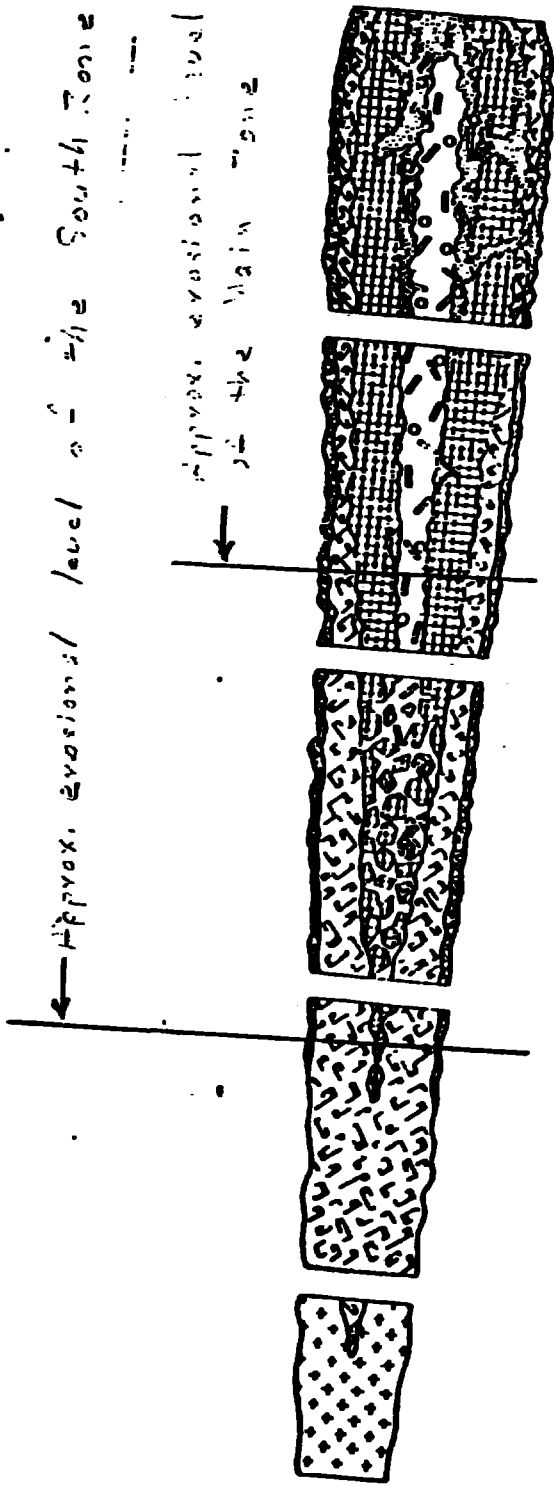 Approx. erosional level
of the Main Zone
Approx. erosional level of the South Zone